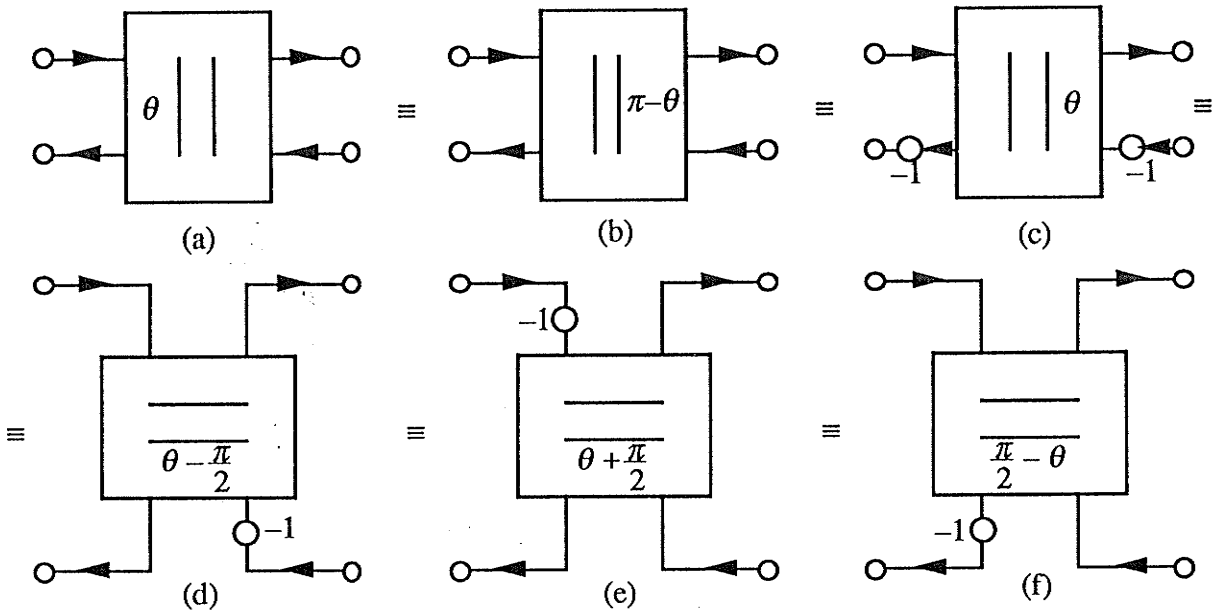 θ
≡
π–θ
≡
θ
≡
–1
–1
(a)
(b)
(c)
≡
θ – π/2
–1
(d)
≡
–1
θ + π/2
(e)
≡
π/2 – θ
–1
(f)